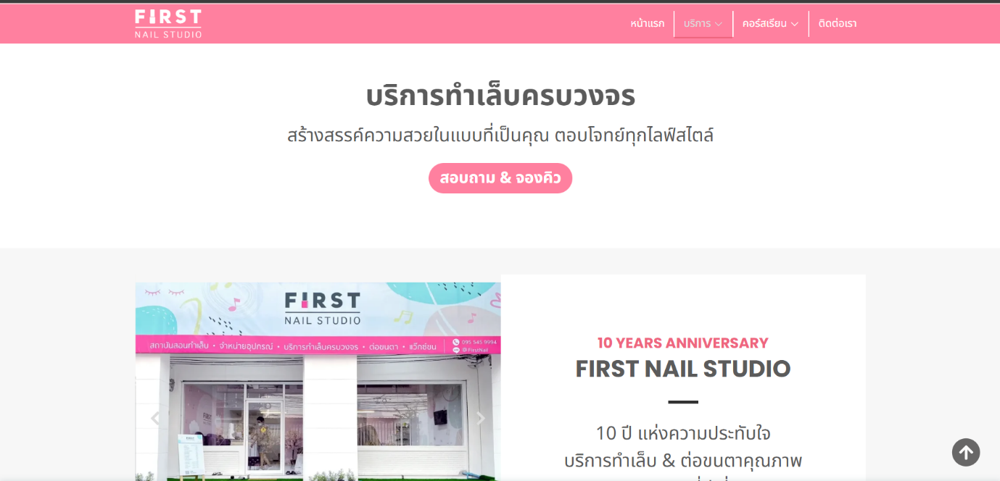 FIRST
NAIL STUDIO
หน้าแรก
บริการ
คอร์สเรียน
ติดต่อเรา
บริการทำเล็บครบวงจร
สร้างสรรค์ความสวยในแบบที่เป็นคุณ ตอบโจทย์ทุกไลฟ์สไตล์
สอบถาม & จองคิว
FIRST
NAIL STUDIO
สถาบันสอนทำเล็บ • จำหน่ายอุปกรณ์ • บริการทำเล็บครบวงจร • ต่อขนตา • แว็กซ์ขน
095 545 9994
@FirstNail
FIRST
FIRST
10 YEARS ANNIVERSARY
FIRST NAIL STUDIO
10 ปี แห่งความประทับใจ
บริการทำเล็บ & ต่อขนตาคุณภาพ